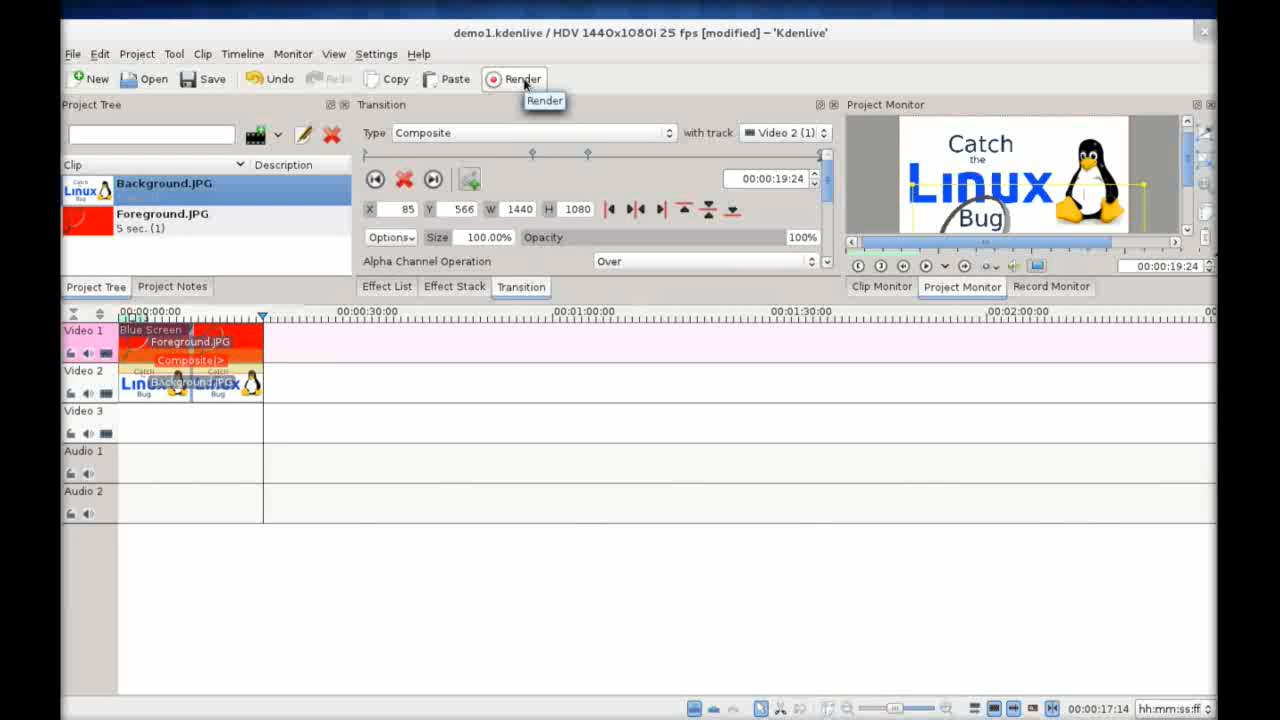 demo1.kdenlive / HDV 1440x1080i 25 fps [modified] – 'Kdenlive'
File Edit Project Tool Clip Timeline Monitor View Settings Help
New Open Save Undo Redo Copy Paste Render
Render
Project Tree
Transition
Project Monitor
Type Composite with track Video 2 (1)
Clip Description
Background.JPG
Foreground.JPG
5 sec. (1)
00:00:19:24
X 85 Y 566 W 1440 H 1080
Options Size 100.00% Opacity 100%
Alpha Channel Operation Over
Catch
the
Linux
Bug
00:00:19:24
Project Tree Project Notes
Effect List Effect Stack Transition
Clip Monitor Project Monitor Record Monitor
00:00:00:00 00:00:30:00 00:01:00:00 00:01:30:00 00:02:00:00
Video 1
Blue Screen
Foreground.JPG
Composite|>
Video 2
Background.JPG
Video 3
Audio 1
Audio 2
00:00:17:14 hh:mm:ss:ff